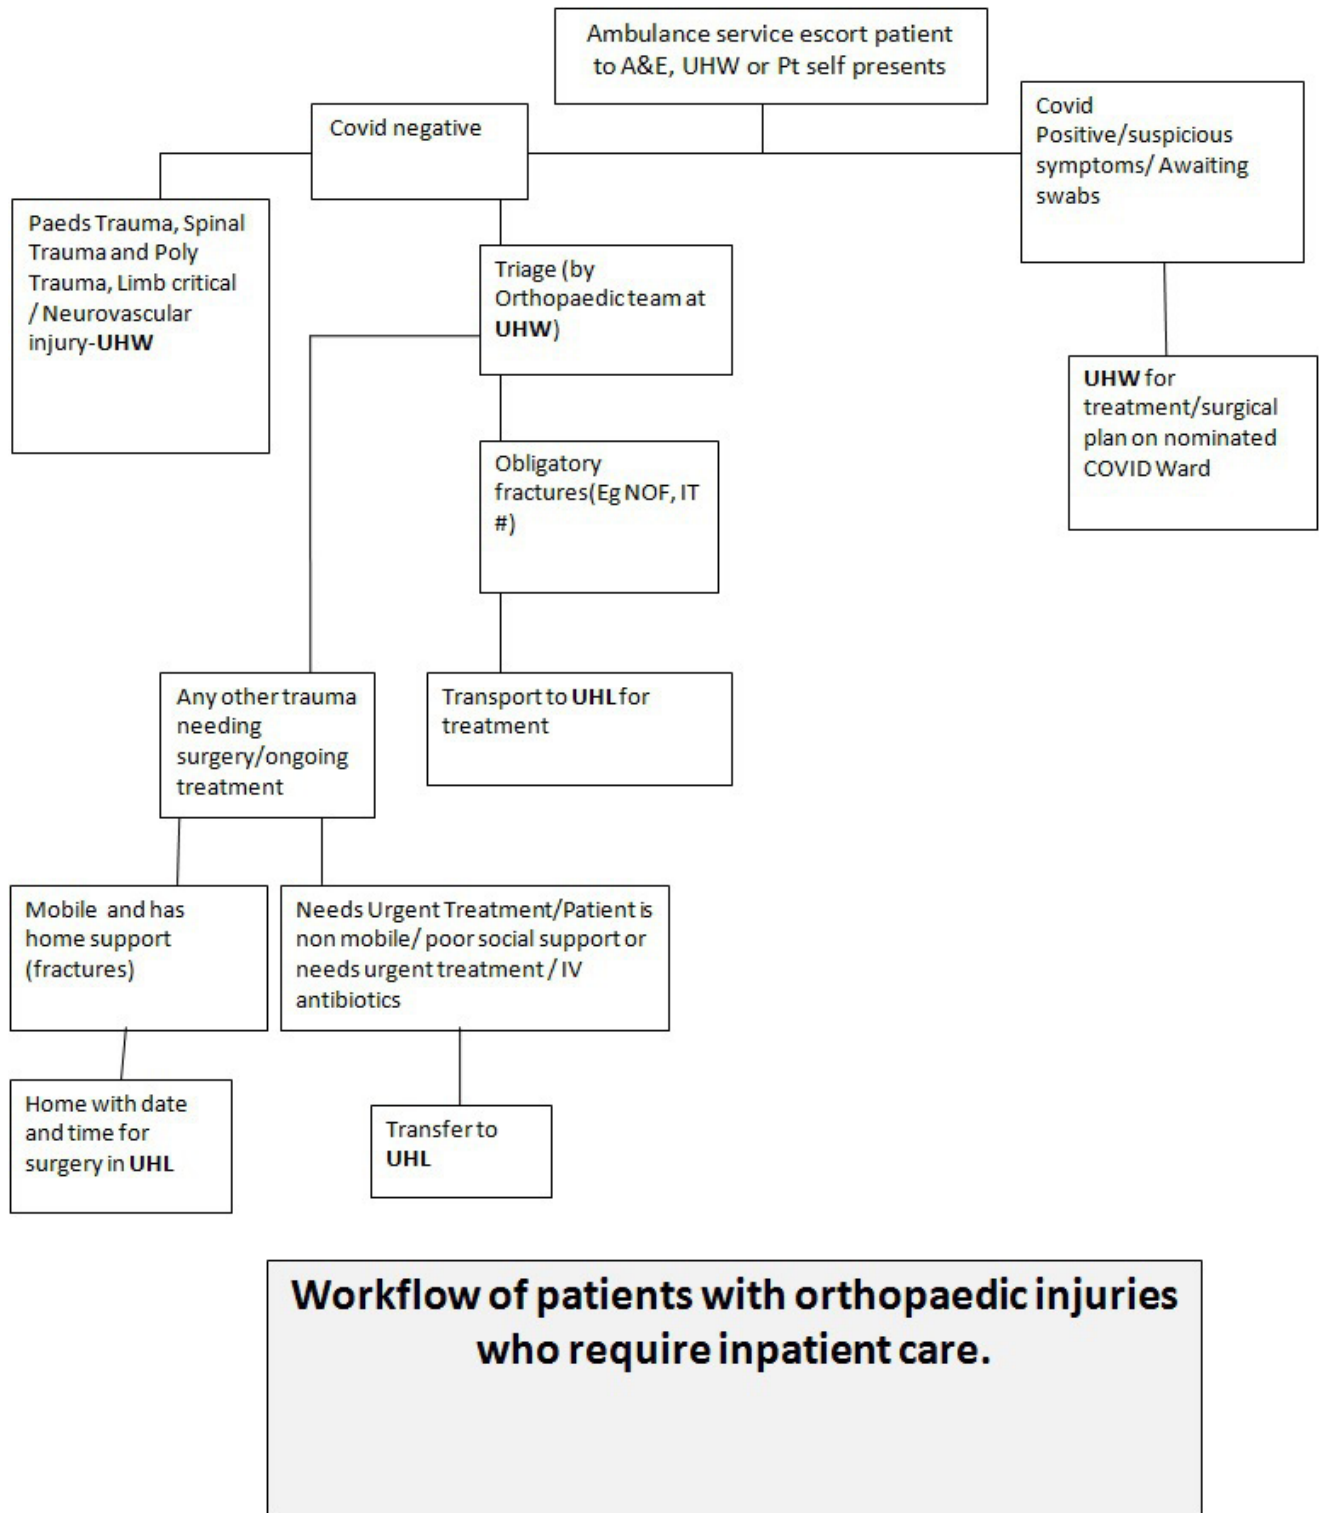 Ambulance service escort patient
to A&E, UHW or Pt self presents
Covid negative
Covid
Positive/suspicious
symptoms/ Awaiting
swabs
Paeds Trauma, Spinal
Trauma and Poly
Trauma, Limb critical
/ Neurovascular
injury-UHW
Triage (by
Orthopaedic team at
UHW)
UHW for
treatment/surgical
plan on nominated
COVID Ward
Obligatory
fractures(Eg NOF, IT
#)
Any other trauma
needing
surgery/ongoing
treatment
Transport to UHL for
treatment
Mobile and has
home support
(fractures)
Needs Urgent Treatment/Patient is
non mobile/ poor social support or
needs urgent treatment / IV
antibiotics
Home with date
and time for
surgery in UHL
Transfer to
UHL
Workflow of patients with orthopaedic injuries
who require inpatient care.